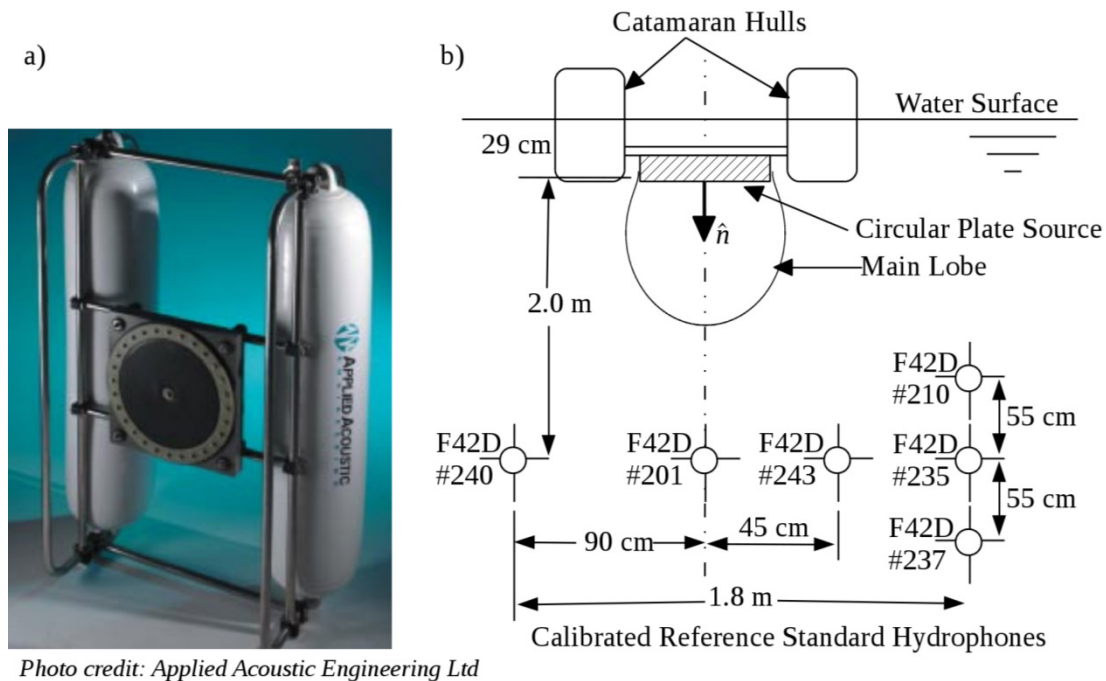 a)
APPLIED ACOUSTIC
Photo credit: Applied Acoustic Engineering Ltd
b)
Catamaran Hulls
Water Surface
29 cm
n̂
Circular Plate Source
Main Lobe
2.0 m
F42D
#210
55 cm
F42D
#240
F42D
#201
F42D
#243
F42D
#235
55 cm
F42D
#237
90 cm
45 cm
1.8 m
Calibrated Reference Standard Hydrophones